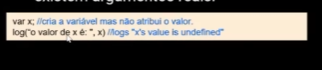 var x; //cria a variável mas não atribui o valor.
log("o valor de x é: ", x) //logs "x's value is undefined"